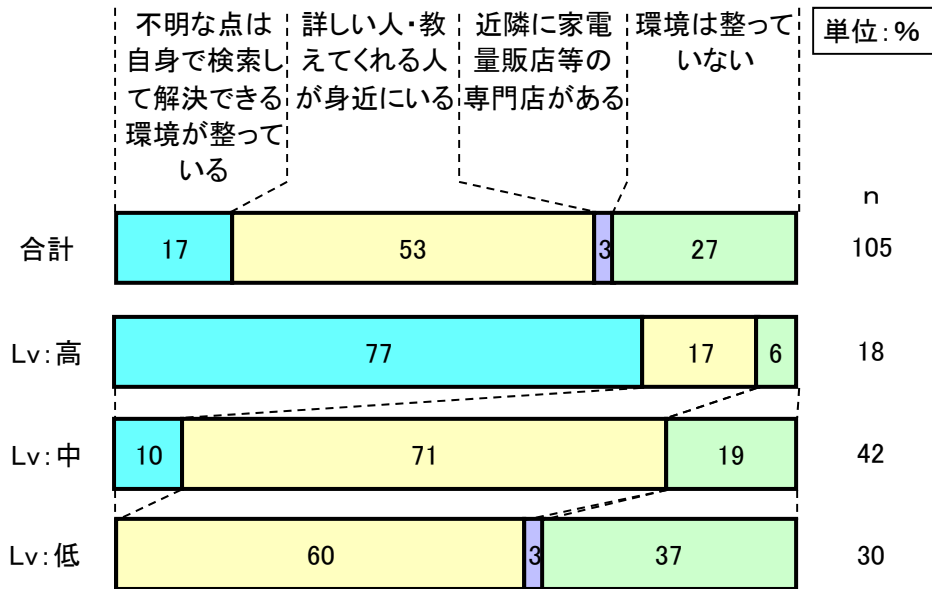 不明な点は
自身で検索し
て解決できる
環境が整って
いる
詳しい人・教
えてくれる人
が身近にいる
近隣に家電
量販店等の
専門店がある
環境は整って
いない
単位:%
n
合計 17 53 3 27 105
Lv:高 77 17 6 18
Lv:中 10 71 19 42
Lv:低 60 3 37 30